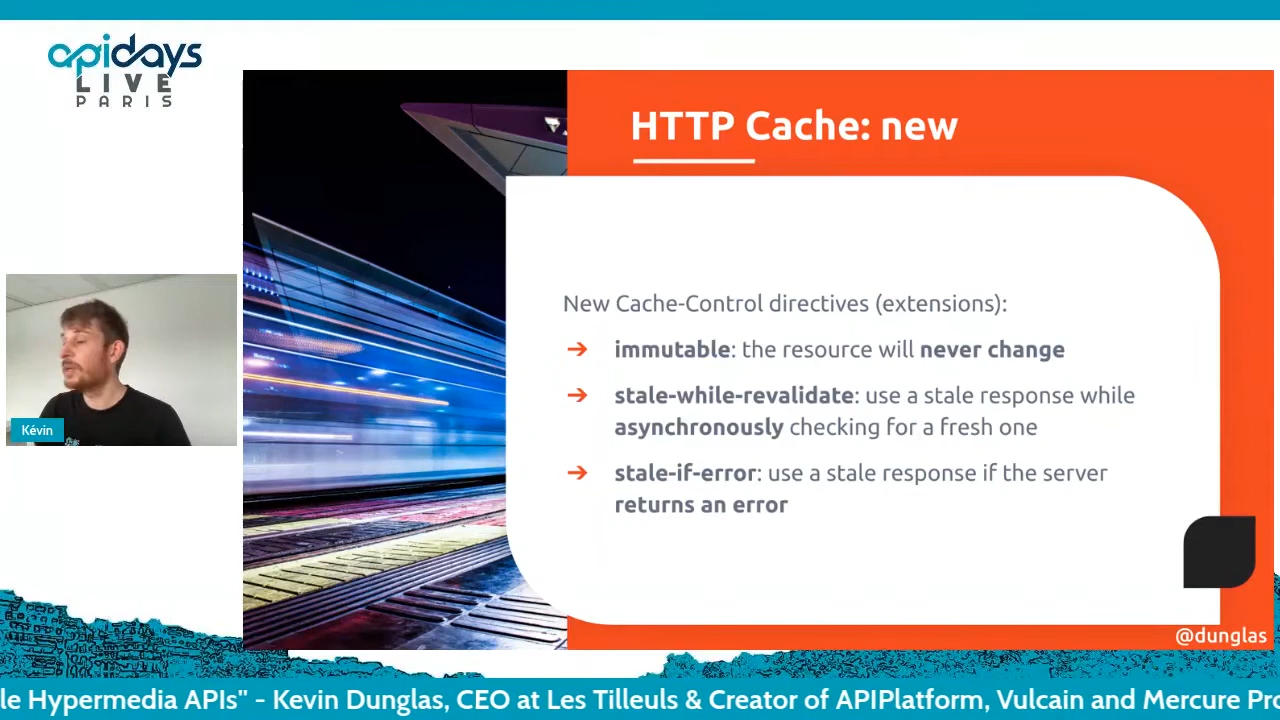 apidays
LIVE
PARIS
HTTP Cache: new
New Cache-Control directives (extensions):
➔ immutable: the resource will never change
➔ stale-while-revalidate: use a stale response while
asynchronously checking for a fresh one
➔ stale-if-error: use a stale response if the server
returns an error
Kévin
@dunglas
le Hypermedia APIs" - Kevin Dunglas, CEO at Les Tilleuls & Creator of APIPlatform, Vulcain and Mercure Pro